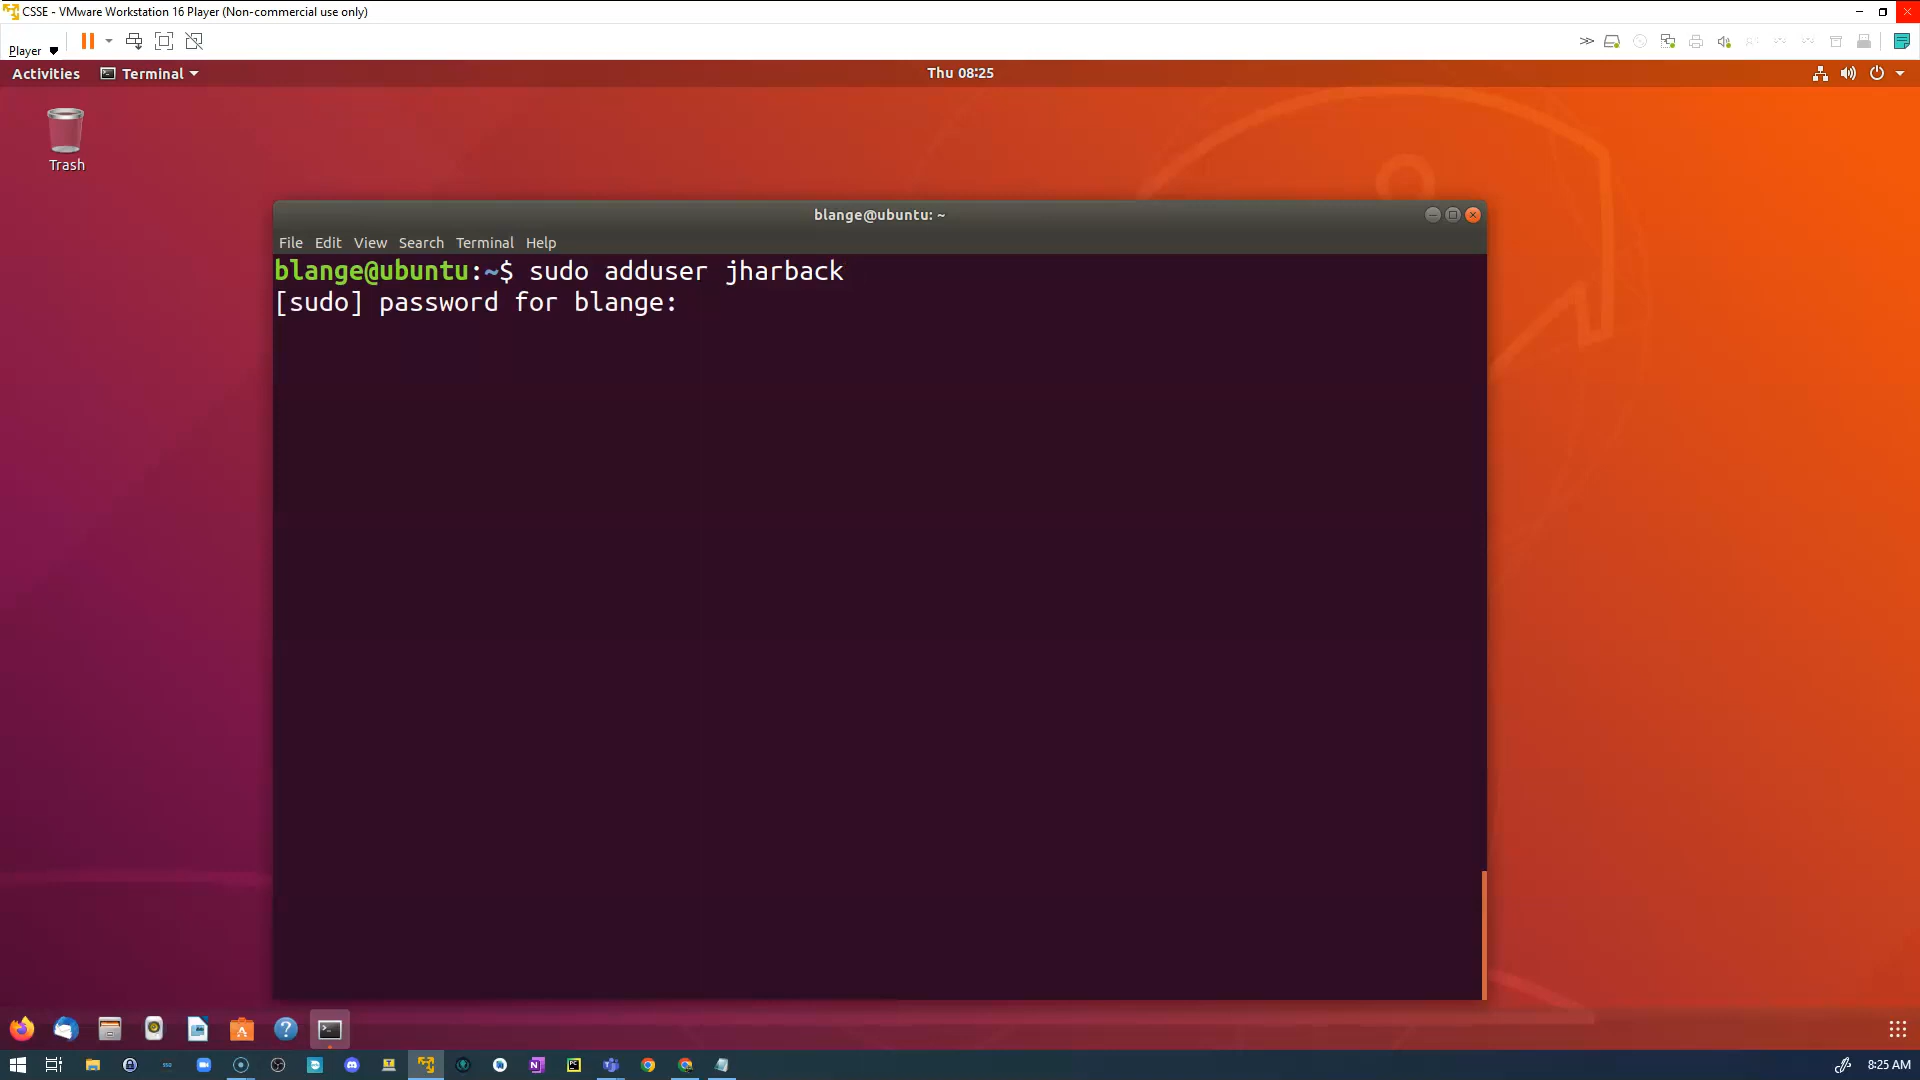 CSSE - VMware Workstation 16 Player (Non-commercial use only)
Player
Activities
Terminal
Thu 08:25
Trash
blange@ubuntu: ~
File Edit View Search Terminal Help
blange@ubuntu:~$ sudo adduser jharback
[sudo] password for blange:
8:25 AM